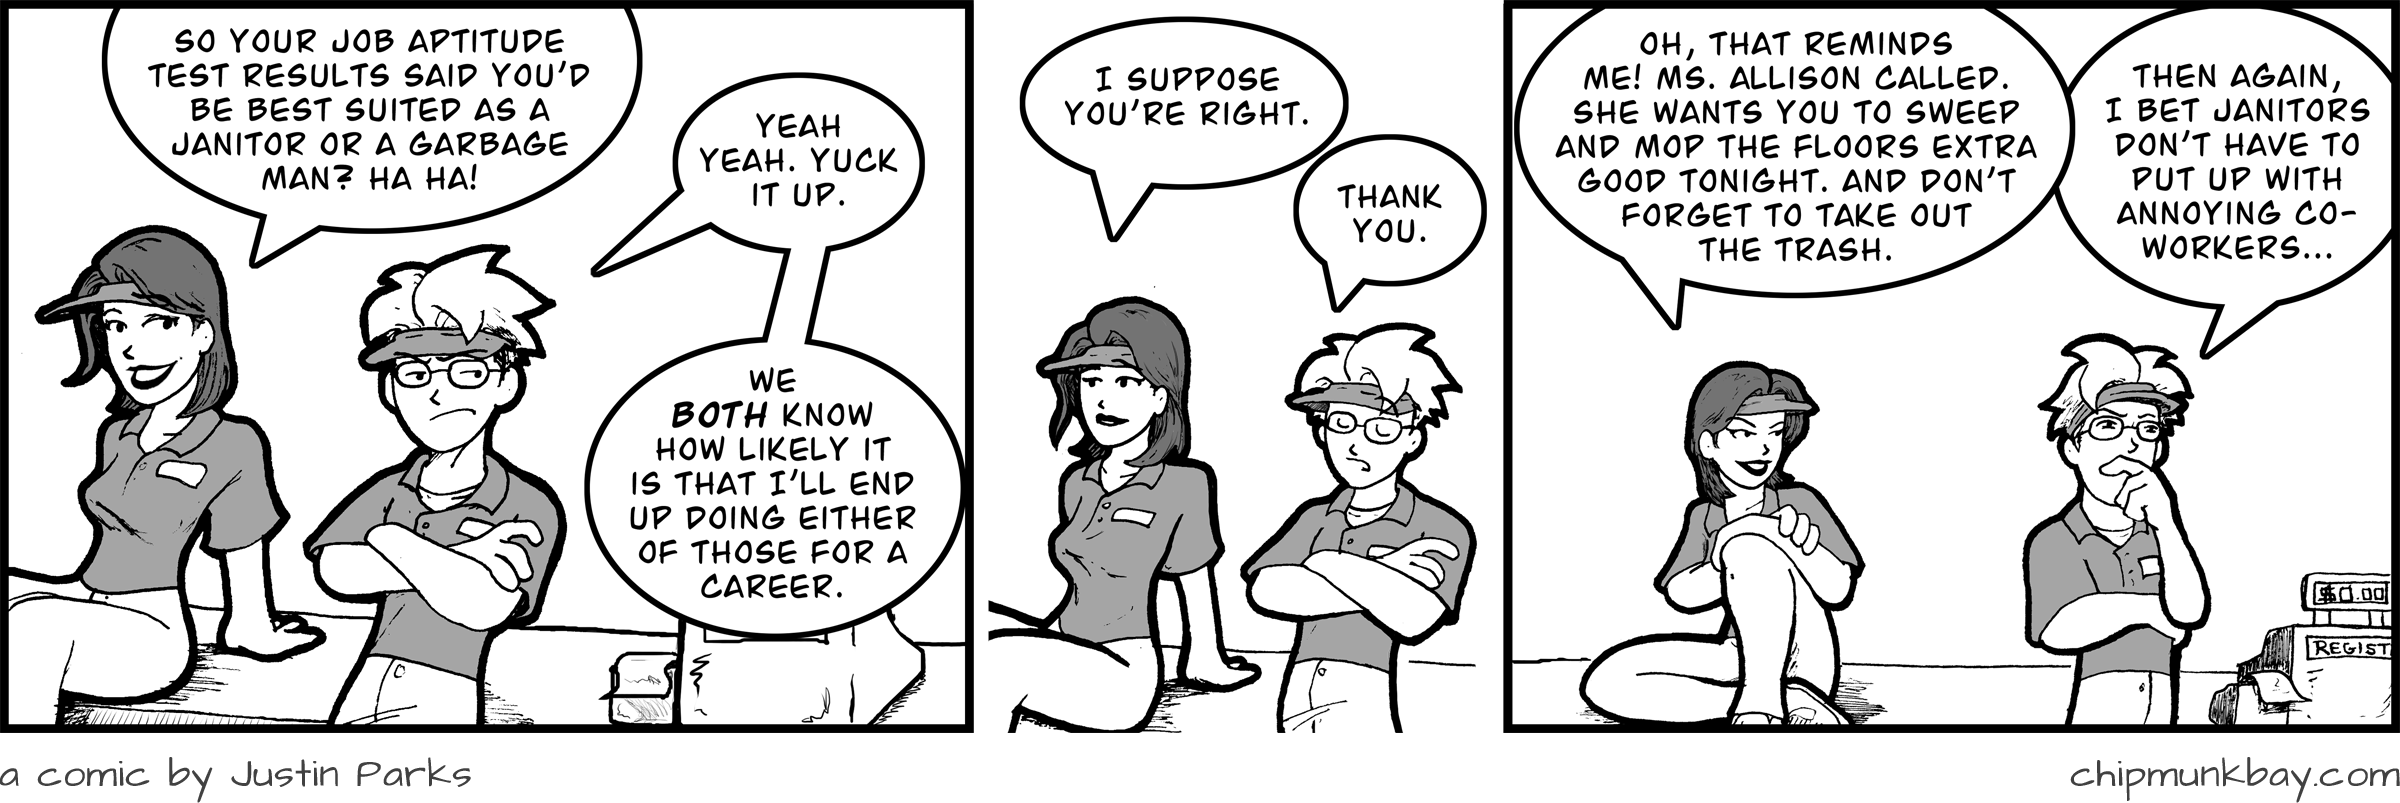 SO YOUR JOB APTITUDE
TEST RESULTS SAID YOU'D
BE BEST SUITED AS A
JANITOR OR A GARBAGE
MAN? HA HA!
YEAH
YEAH. YUCK
IT UP.
WE
BOTH KNOW
HOW LIKELY IT
IS THAT I'LL END
UP DOING EITHER
OF THOSE FOR A
CAREER.
I SUPPOSE
YOU'RE RIGHT.
THANK
YOU.
OH, THAT REMINDS
ME! MS. ALLISON CALLED.
SHE WANTS YOU TO SWEEP
AND MOP THE FLOORS EXTRA
GOOD TONIGHT. AND DON'T
FORGET TO TAKE OUT
THE TRASH.
THEN AGAIN,
I BET JANITORS
DON'T HAVE TO
PUT UP WITH
ANNOYING CO-
WORKERS...
$0.00
REGIST
a comic by Justin Parks
chipmunkbay.com